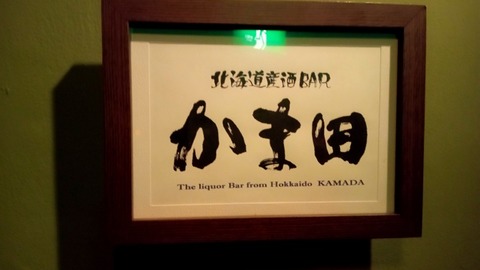 北海道産酒BAR
かま田
The liquor Bar from Hokkaido KAMADA